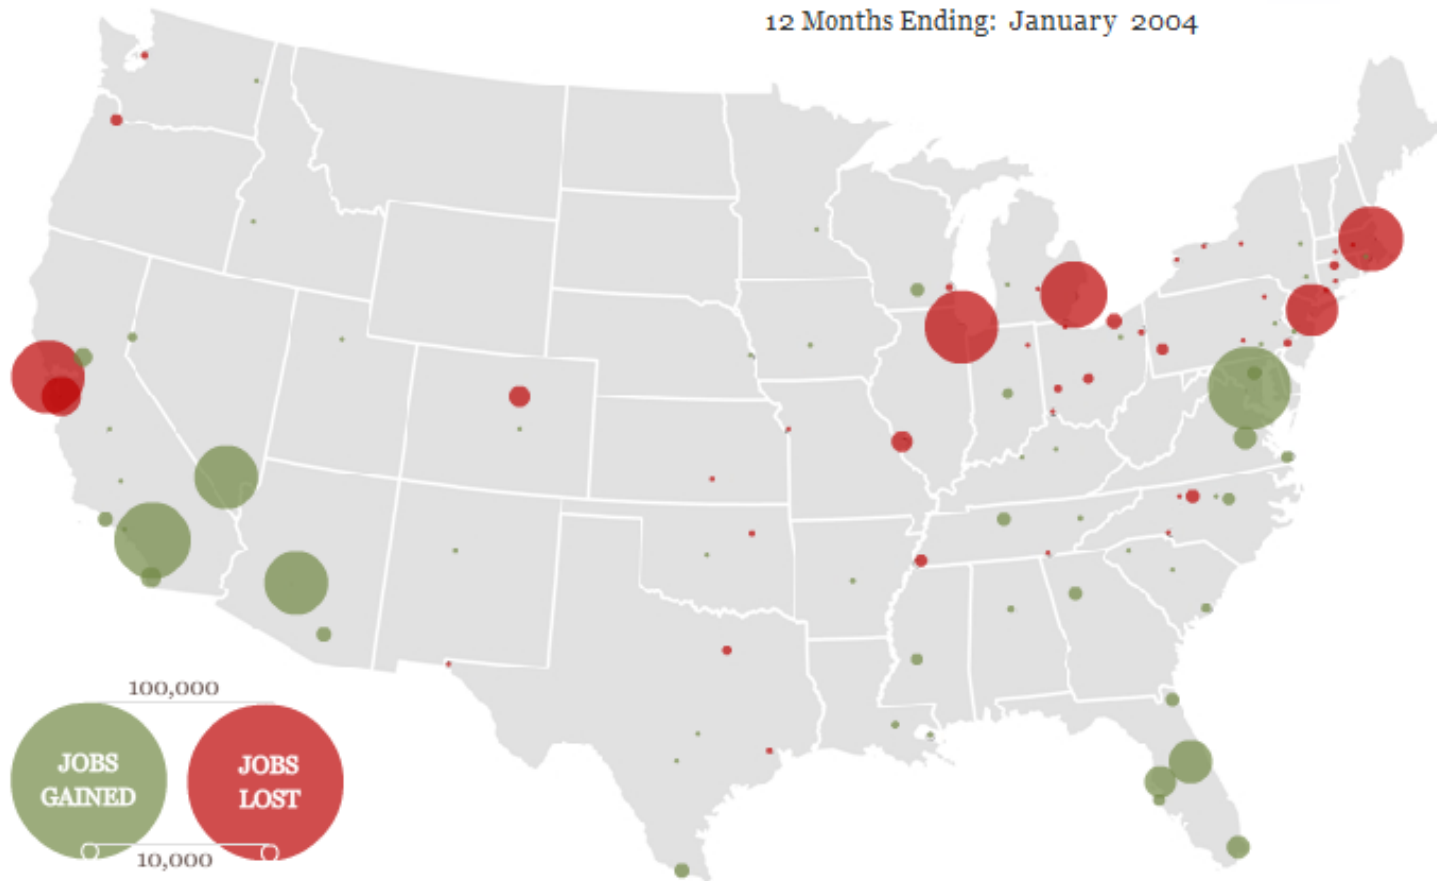 12 Months Ending: January 2004
100,000
JOBS
GAINED
JOBS
LOST
10,000